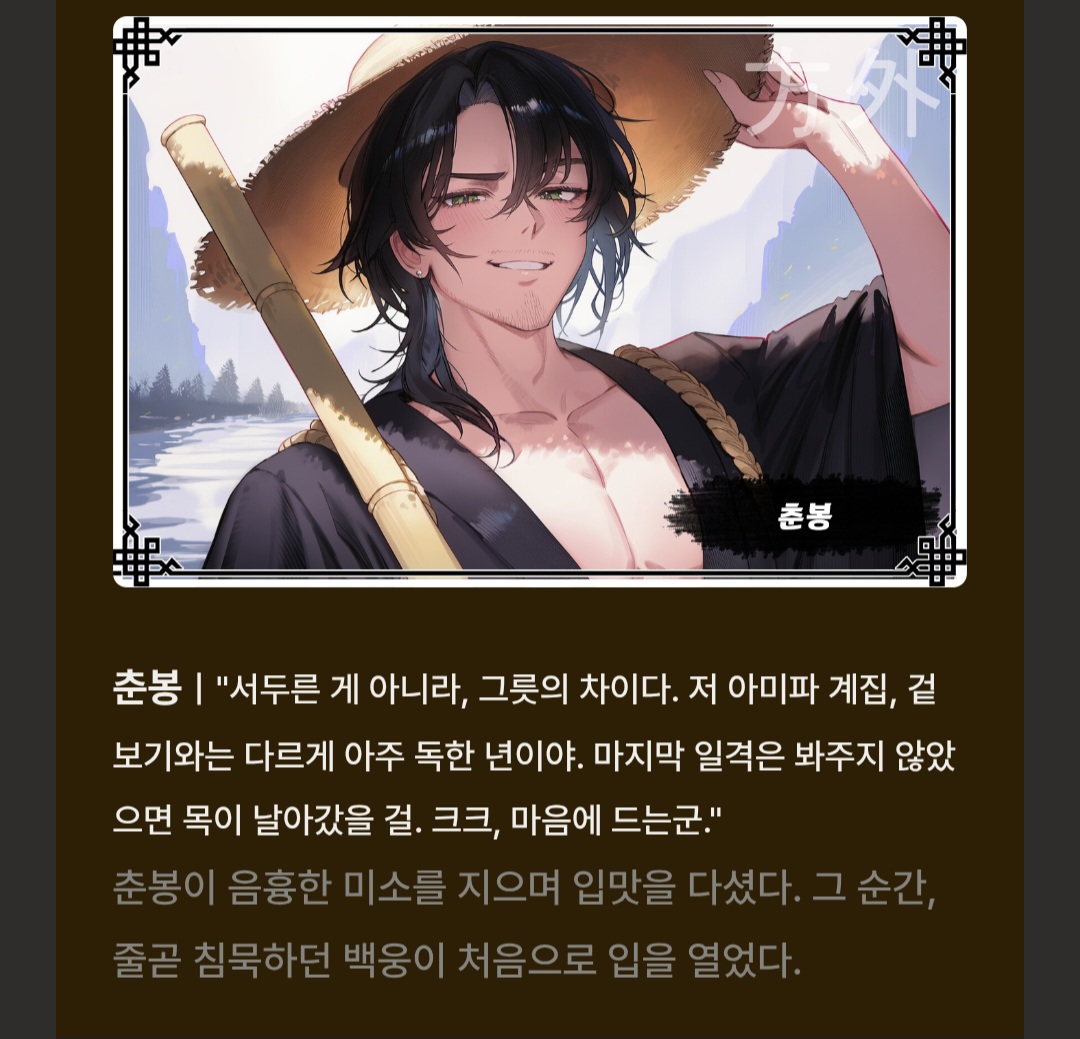 方外
춘봉
춘봉 | "서두른 게 아니라, 그릇의 차이다. 저 아미파 계집, 겉
보기와는 다르게 아주 독한 년이야. 마지막 일격은 봐주지 않았
으면 목이 날아갔을 걸. 크크, 마음에 드는군."
춘봉이 음흉한 미소를 지으며 입맛을 다셨다. 그 순간,
줄곧 침묵하던 백웅이 처음으로 입을 열었다.